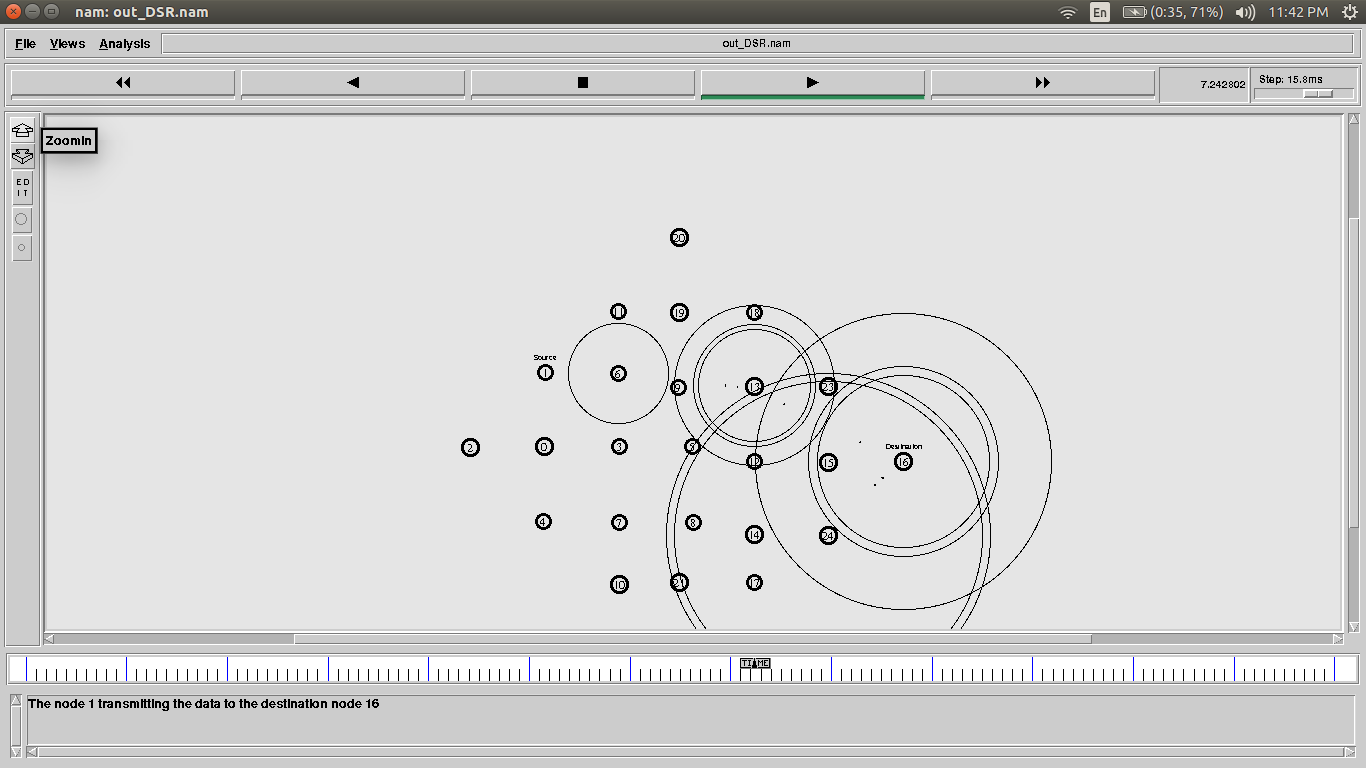 nam: out_DSR.nam
En
(0:35, 71%)
11:42 PM
File Views Analysis
out_DSR.nam
7.242802
Step: 15.8ms
ZoomIn
ED
IT
20
11
19
18
Source
1
6
9
13
23
Destination
2
0
3
5
12
15
16
4
7
8
14
24
10
21
17
TIME
The node 1 transmitting the data to the destination node 16